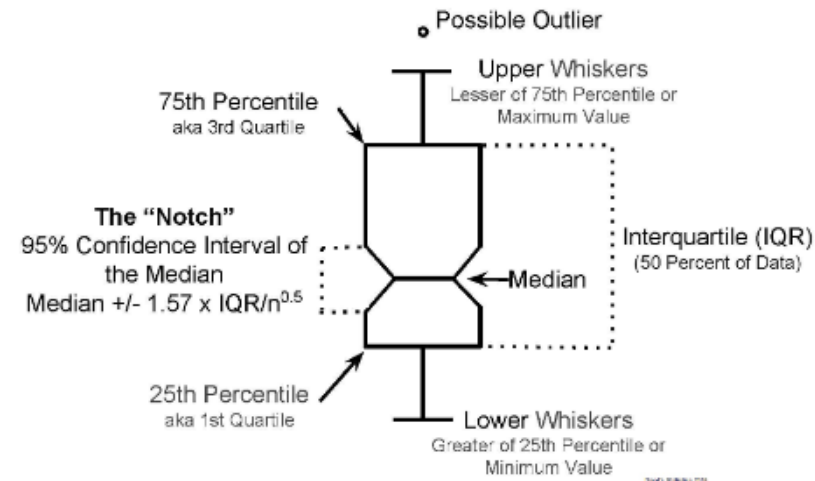 Possible Outlier
Upper Whiskers
Lesser of 75th Percentile or
Maximum Value
75th Percentile
aka 3rd Quartile
The “Notch”
95% Confidence Interval of
the Median
Median +/- 1.57 x IQR/n^0.5
Interquartile (IQR)
(50 Percent of Data)
Median
25th Percentile
aka 1st Quartile
Lower Whiskers
Greater of 25th Percentile or
Minimum Value